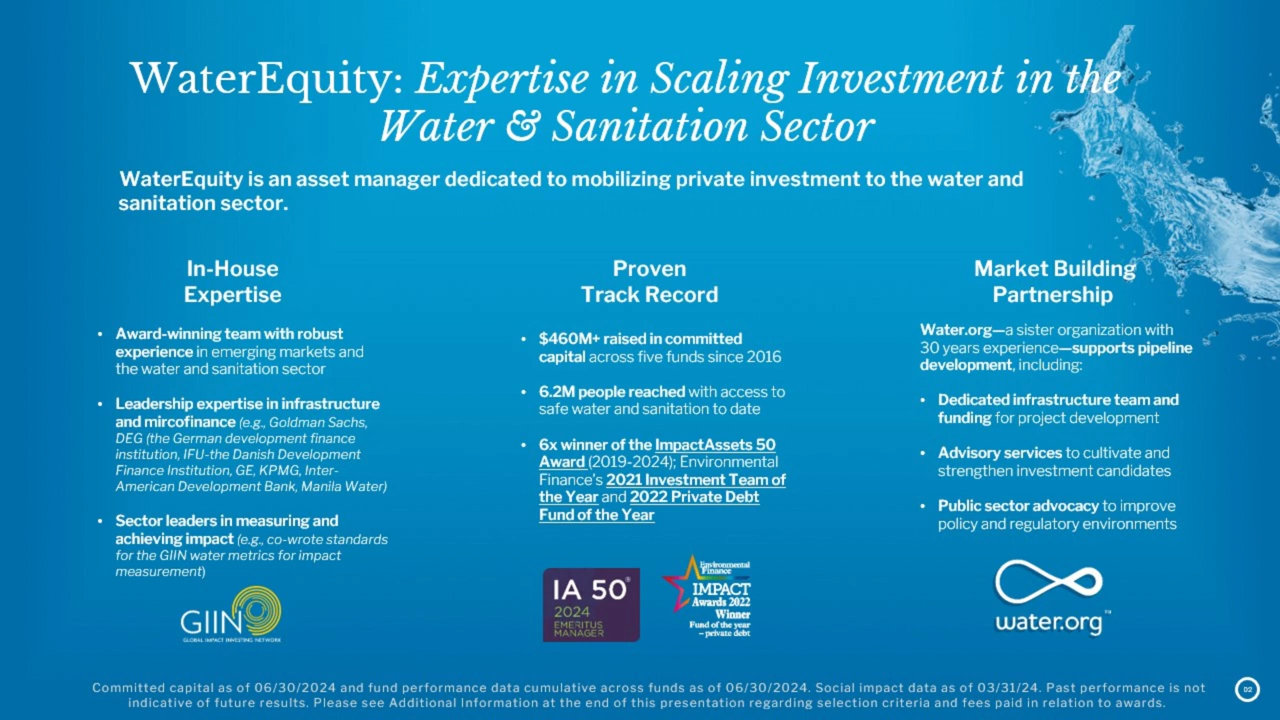 WaterEquity: Expertise in Scaling Investment in the
Water & Sanitation Sector
WaterEquity is an asset manager dedicated to mobilizing private investment to the water and
sanitation sector.
In-House
Expertise
• Award-winning team with robust
experience in emerging markets and
the water and sanitation sector
• Leadership expertise in infrastructure
and mircofinance (e.g., Goldman Sachs,
DEG (the German development finance
institution, IFU-the Danish Development
Finance Institution, GE, KPMG, Inter-
American Development Bank, Manila Water)
• Sector leaders in measuring and
achieving impact (e.g., co-wrote standards
for the GIIN water metrics for impact
measurement)
GIIN
GLOBAL IMPACT INVESTING NETWORK
Proven
Track Record
• $460M+ raised in committed
capital across five funds since 2016
• 6.2M people reached with access to
safe water and sanitation to date
• 6x winner of the ImpactAssets 50
Award (2019-2024); Environmental
Finance's 2021 Investment Team of
the Year and 2022 Private Debt
Fund of the Year
IA 50®
2024
EMERITUS
MANAGER
Environmental
Finance
IMPACT
Awards 2022
Winner
Fund of the year
– private debt
Market Building
Partnership
Water.org—a sister organization with
30 years experience—supports pipeline
development, including:
• Dedicated infrastructure team and
funding for project development
• Advisory services to cultivate and
strengthen investment candidates
• Public sector advocacy to improve
policy and regulatory environments
water.org™
Committed capital as of 06/30/2024 and fund performance data cumulative across funds as of 06/30/2024. Social impact data as of 03/31/24. Past performance is not
indicative of future results. Please see Additional Information at the end of this presentation regarding selection criteria and fees paid in relation to awards.